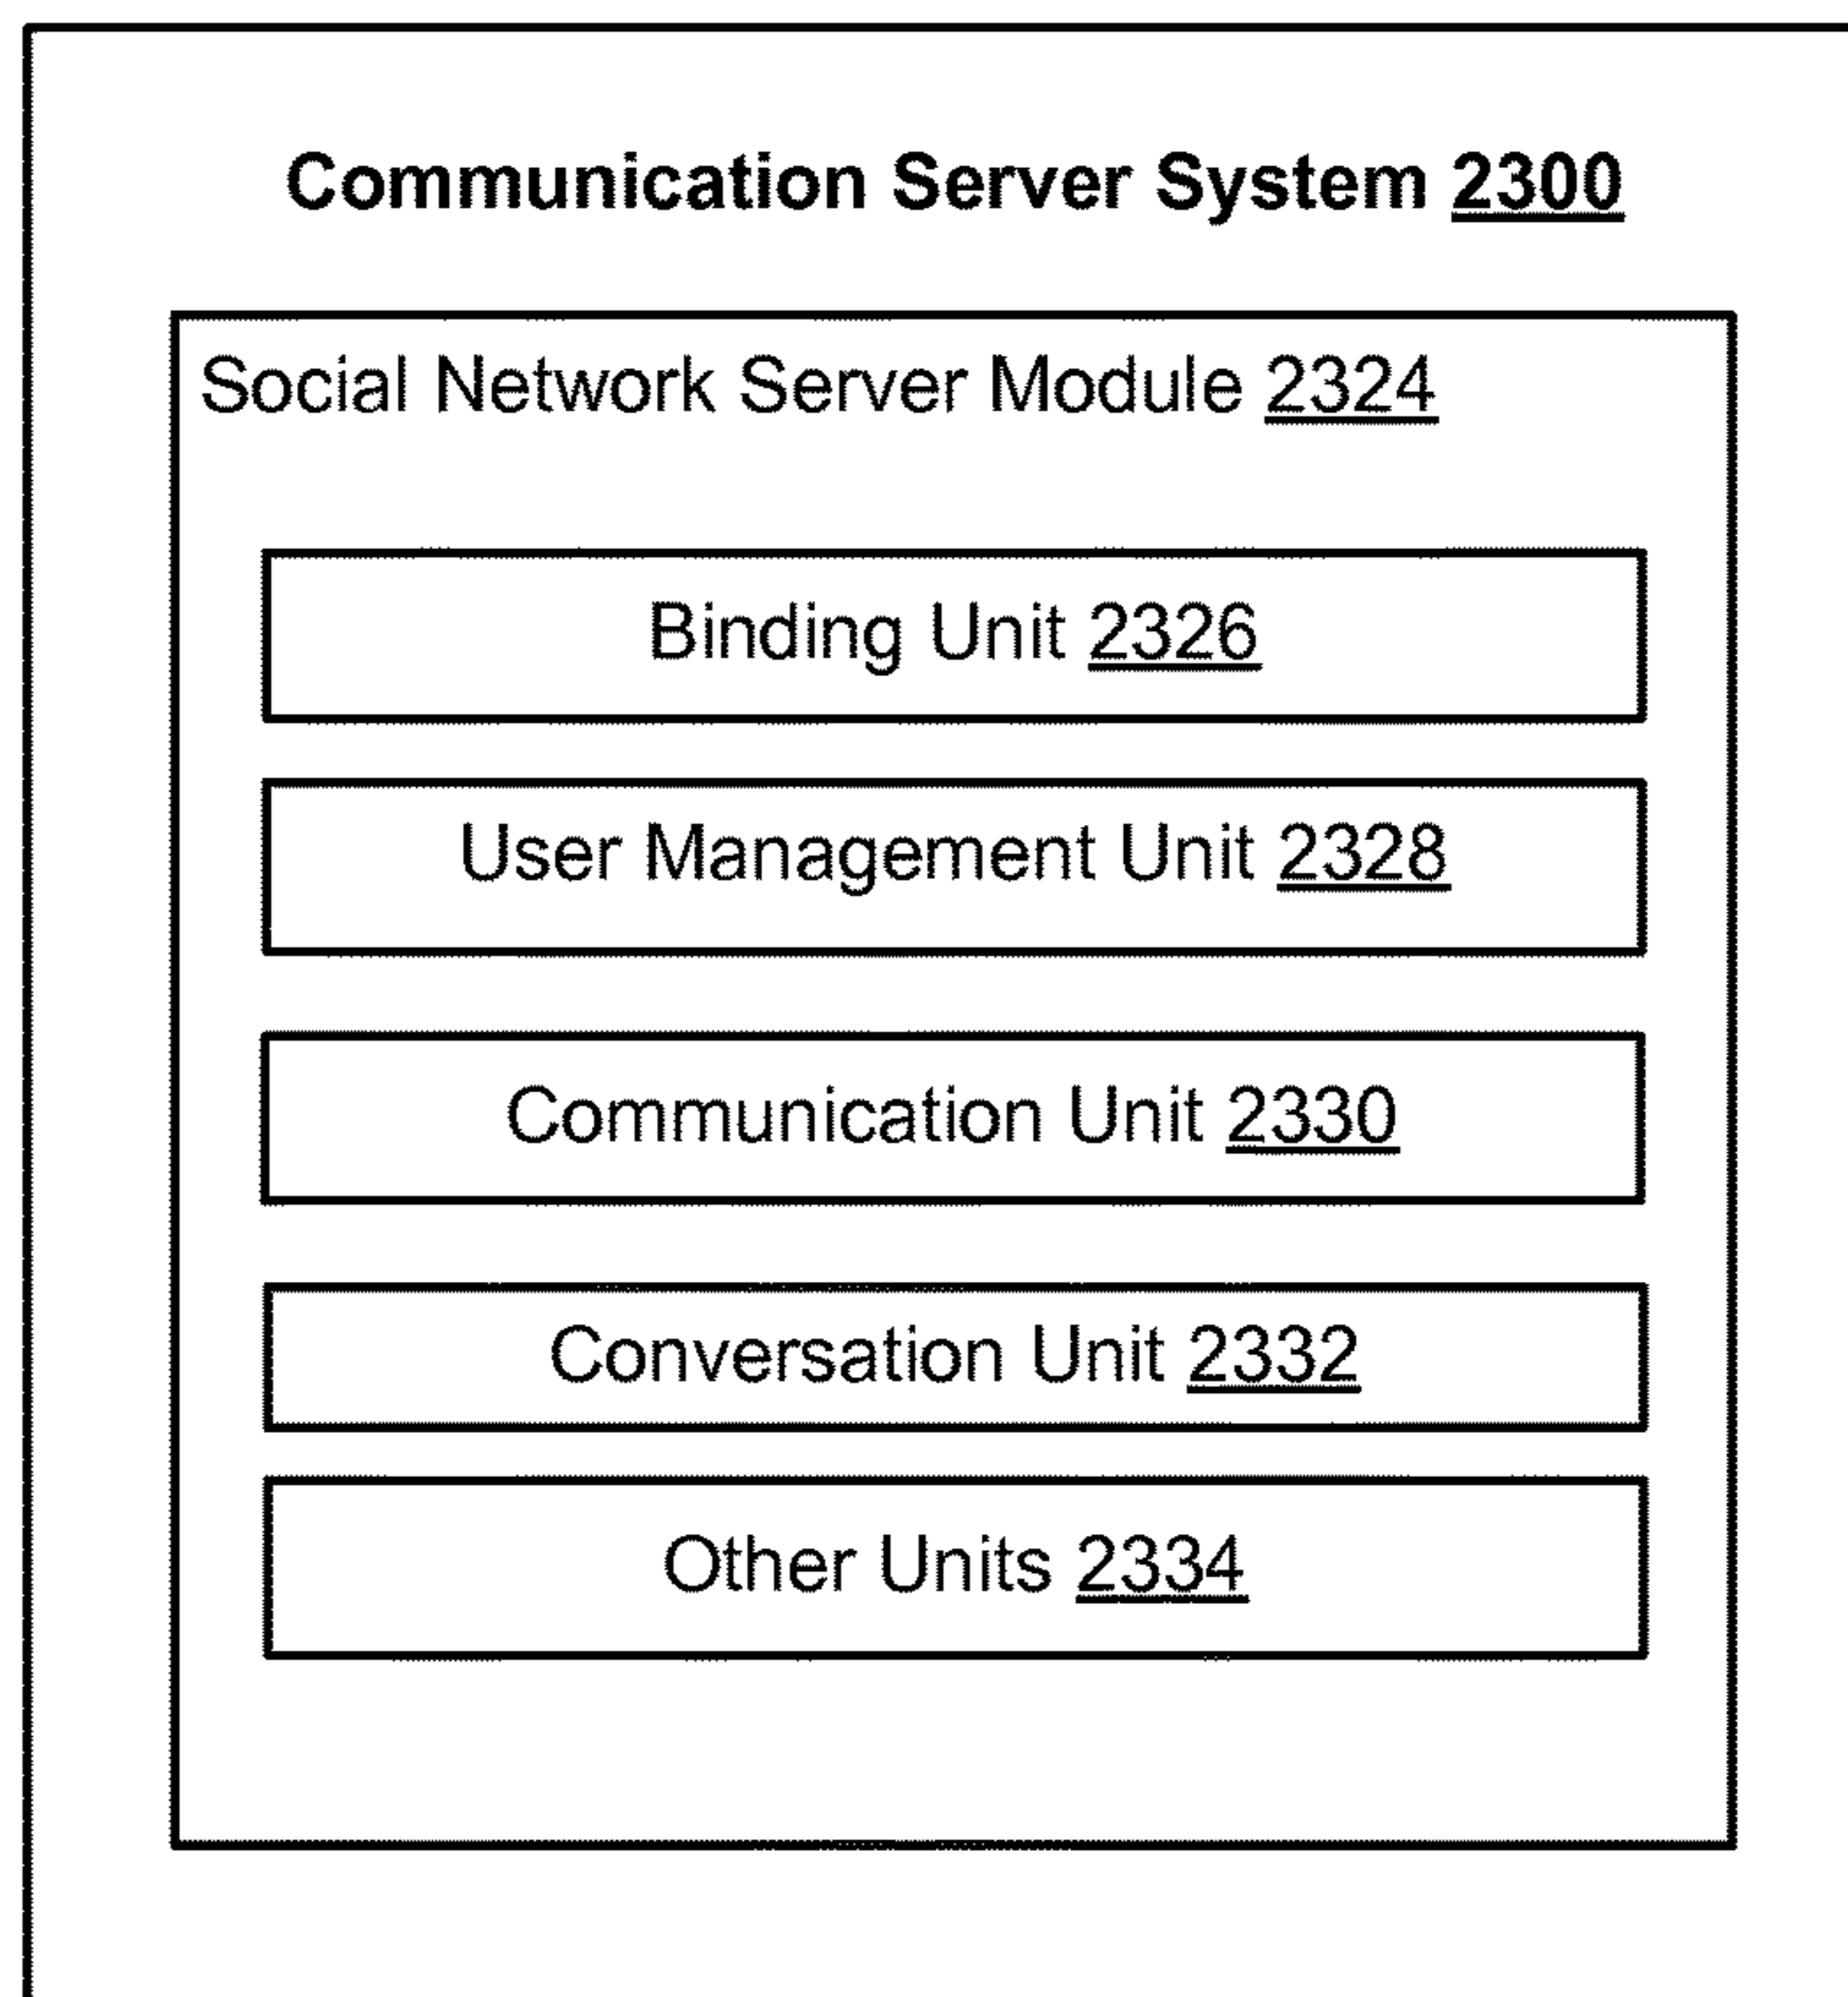 Communication Server System 2300
Social Network Server Module 2324
Binding Unit 2326
User Management Unit 2328
Communication Unit 2330
Conversation Unit 2332
Other Units 2334